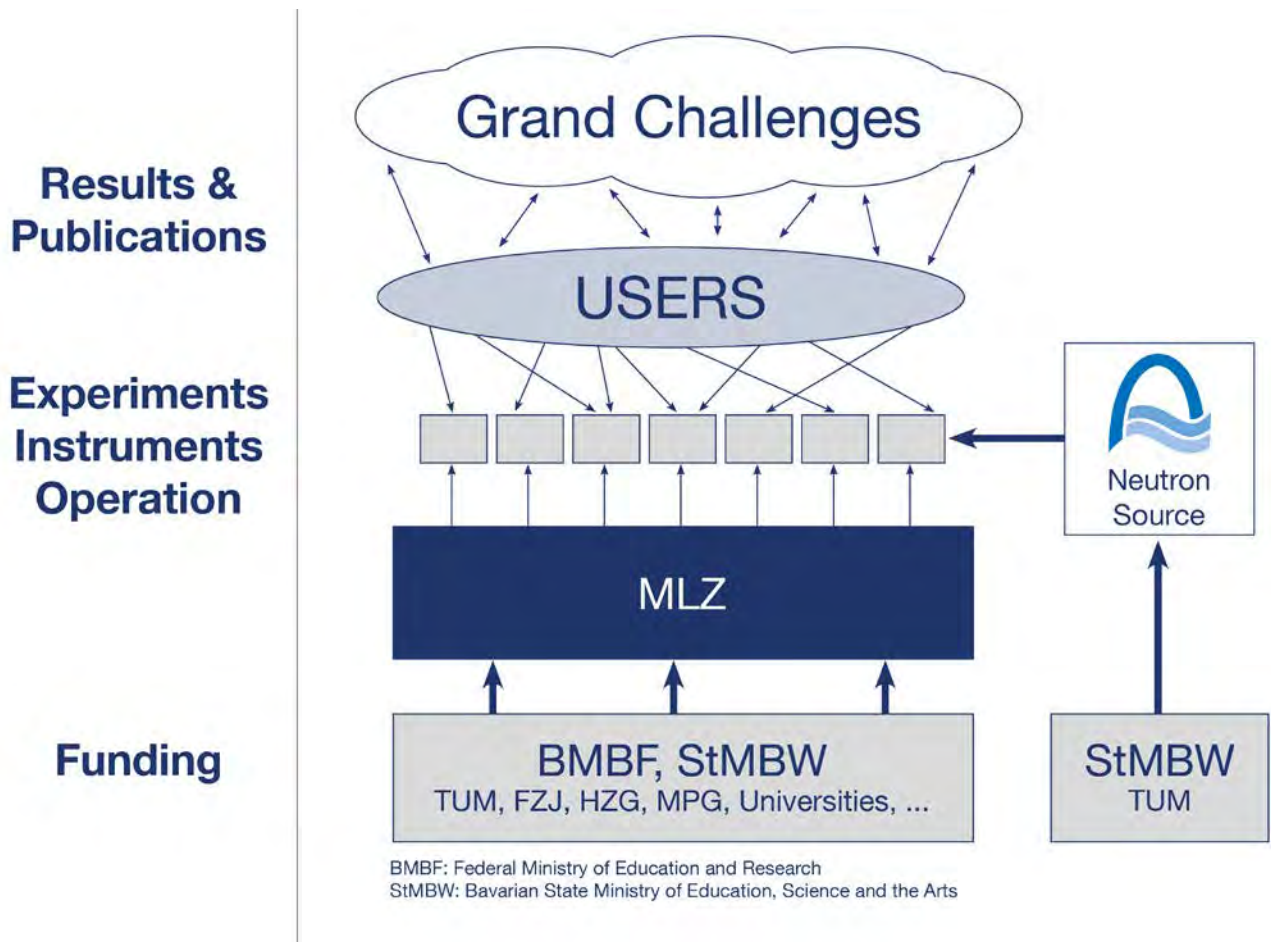 Grand Challenges
Results &
Publications
USERS
Experiments
Instruments
Operation
Neutron
Source
MLZ
Funding
BMBF, StMBW
TUM, FZJ, HZG, MPG, Universities, ...
StMBW
TUM
BMBF: Federal Ministry of Education and Research
StMBW: Bavarian State Ministry of Education, Science and the Arts